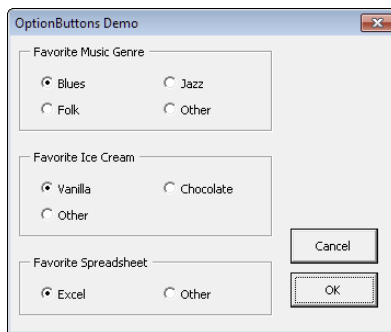 OptionButtons Demo
Favorite Music Genre
Blues Jazz
Folk Other
Favorite Ice Cream
Vanilla Chocolate
Other
Cancel
Favorite Spreadsheet
Excel Other
OK